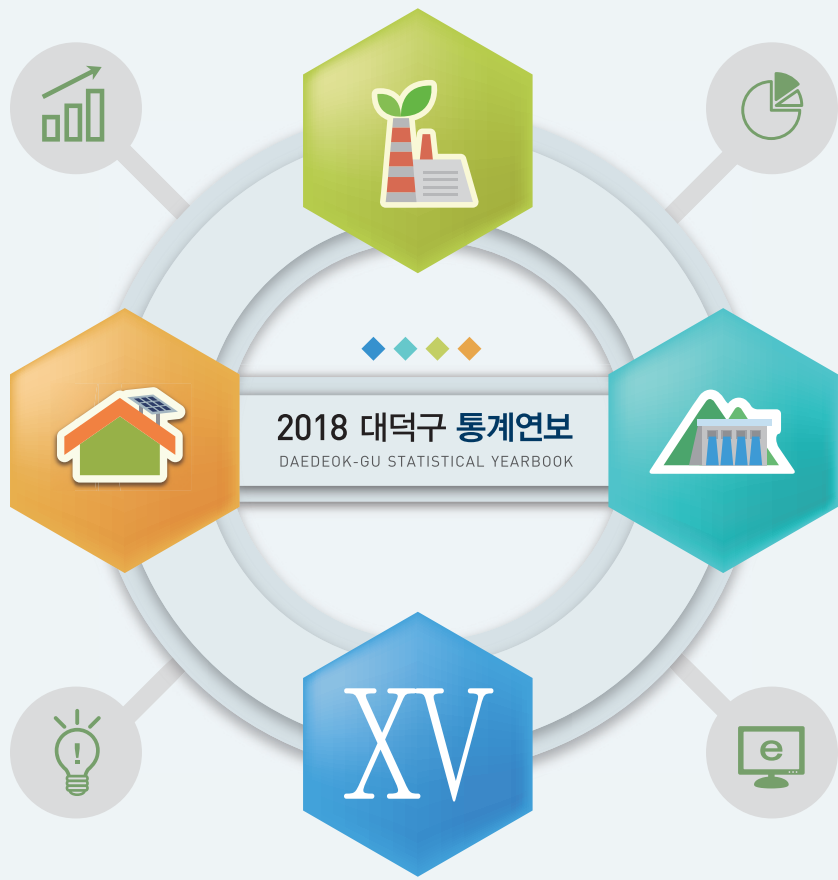 2018 대덕구 통계연보
DAEDEOK-GU STATISTICAL YEARBOOK
!
e
XV